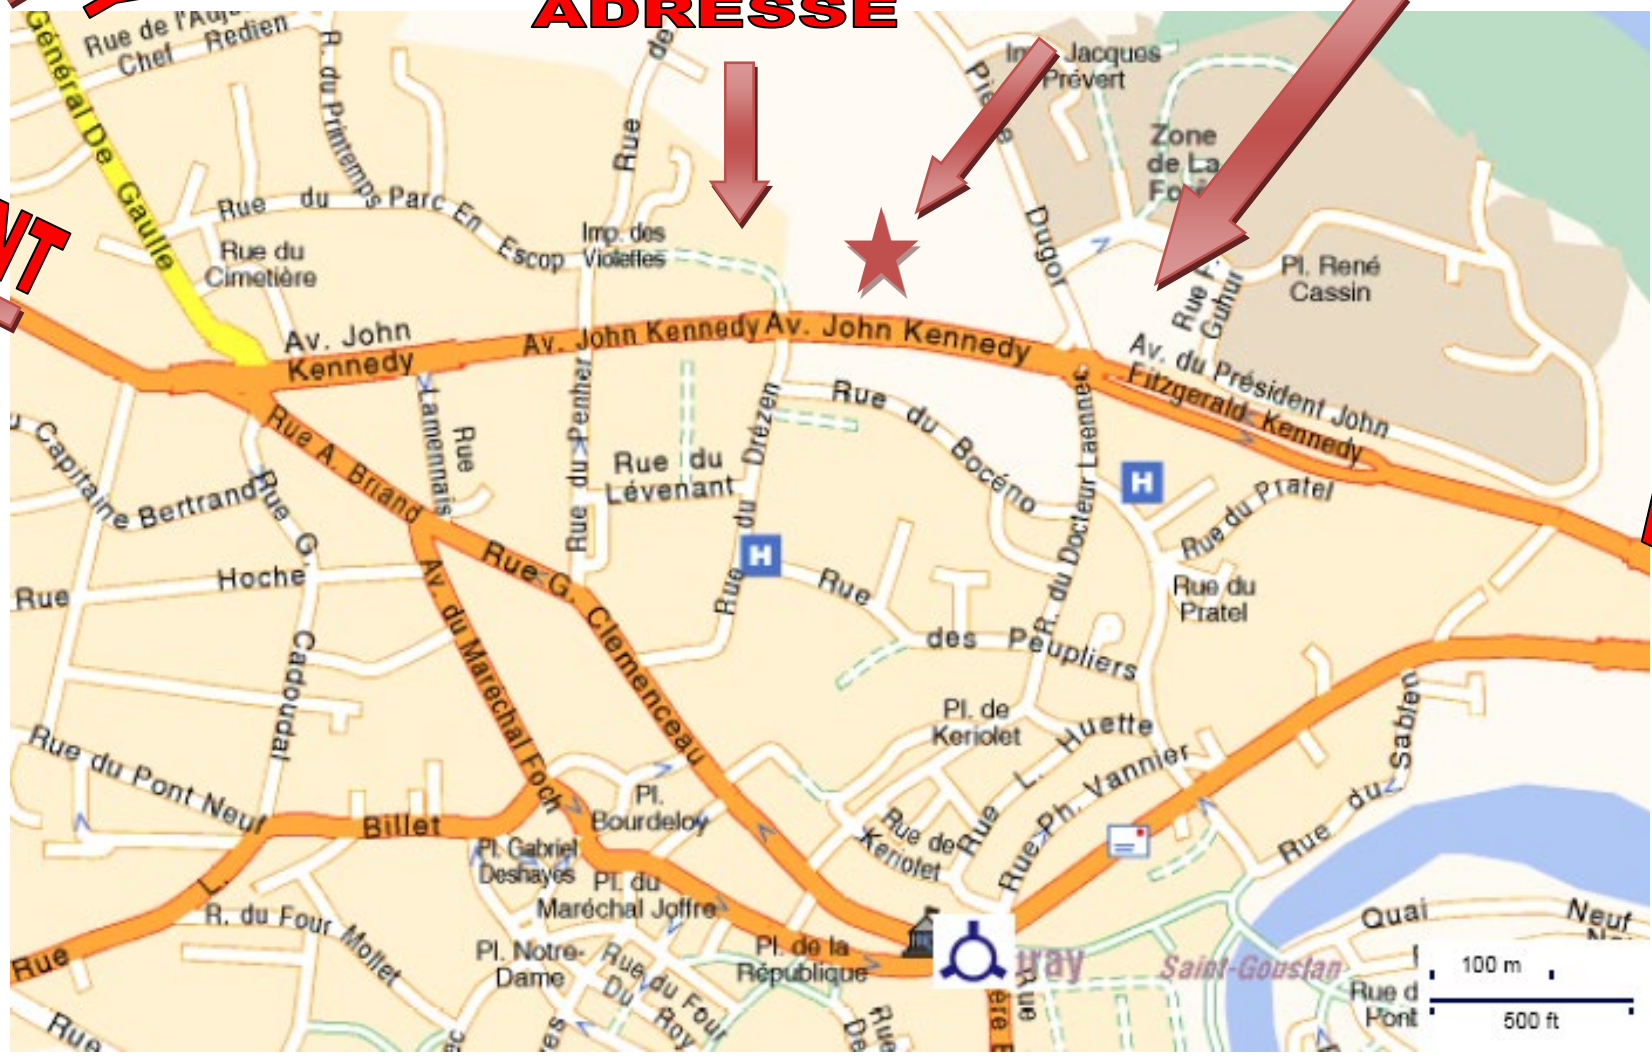 ADRESSE
NT
Général De Gaulle
Chef Redien
R. du Printemps
Rue de
Imp. Jacques
Prévert
Zone
de La
Rue du Parc En Escop
Imp. des
Violettes
Rue du
Cimetière
Dugor
Pl. René
Cassin
Rue F.
Guhur
Av. John
Kennedy
Av. John Kennedy
Av. John Kennedy
Av. du Président John
Fitzgerald Kennedy
Rue A. Briand
Rue
Lamennais
Rue du Penher
Rue du
Lévenant
Rue du Drézen
Rue du Bocéno
R. du Docteur Laennec
H
H
Rue du Pratel
Rue du
Pratel
Capitaine Bertrand
Rue G. Cadoudal
Rue Hoche
Av. du Maréchal Foch
Rue G. Clemenceau
Rue des Peupliers
Pl. de
Keriolet
Rue L. Huette
Rue Ph. Vannier
Rue de
Keriolet
Rue du Sablen
Rue du Pont Neuf
Rue L. Billet
Pl.
Bourdeloy
Pl. Gabriel
Deshayes
Pl. du
Maréchal Joffre
R. du Four Mollet
Pl. Notre-
Dame
Rue du Four
Du Roy
Pl. de la
République
uray
Saint-Goustan
Quai
Neuf
Rue
Rue
Rue
100 m
500 ft